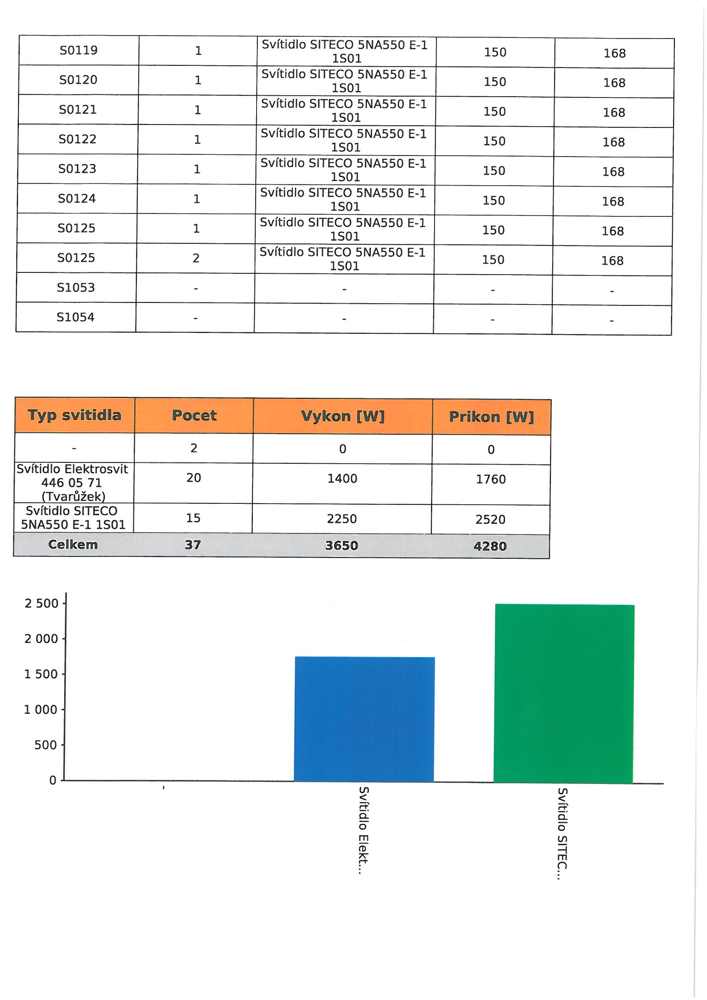 S0119 1 Svítidlo SITECO 5NA550 E-1 150 168
1S01
S0120 1 Svítidlo SITECO 5NA550 E-1 150 168
1S01
S0121 1 Svítidlo SITECO 5NA550 E-1 150 168
1S01
S0122 1 Svítidlo SITECO 5NA550 E-1 150 168
1S01
S0123 1 Svítidlo SITECO 5NA550 E-1 150 168
1S01
S0124 1 Svítidlo SITECO 5NA550 E-1 150 168
1S01
S0125 1 Svítidlo SITECO 5NA550 E-1 150 168
1S01
S0125 2 Svítidlo SITECO 5NA550 E-1 150 168
1S01
S1053 - - - -
S1054 - - - -
Typ svitidla Pocet Vykon [W] Prikon [W]
- 2 0 0
Svítidlo Elektrosvit
446 05 71 20 1400 1760
(Tvarůžek)
Svítidlo SITECO
5NA550 E-1 1S01 15 2250 2520
Celkem 37 3650 4280
2 500
2 000
1 500
1 000
500
0
-
Svítidlo Elekt...
Svítidlo SITEC...